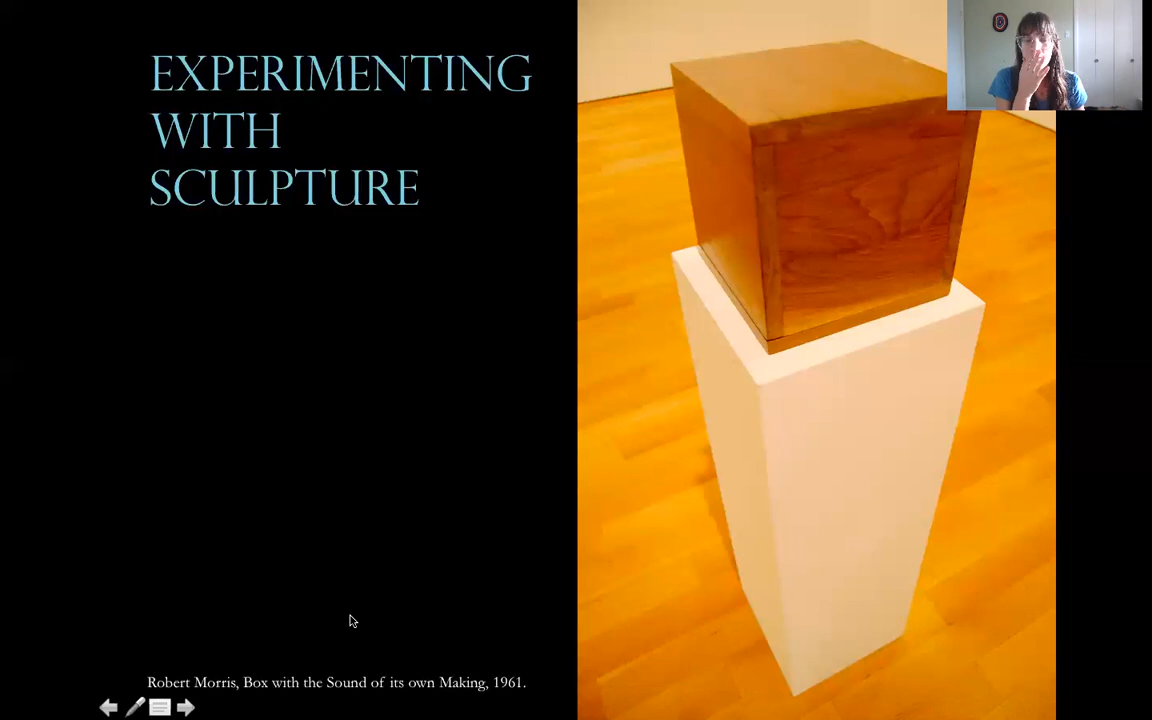 EXPERIMENTING
WITH
SCULPTURE
Robert Morris, Box with the Sound of its own Making, 1961.